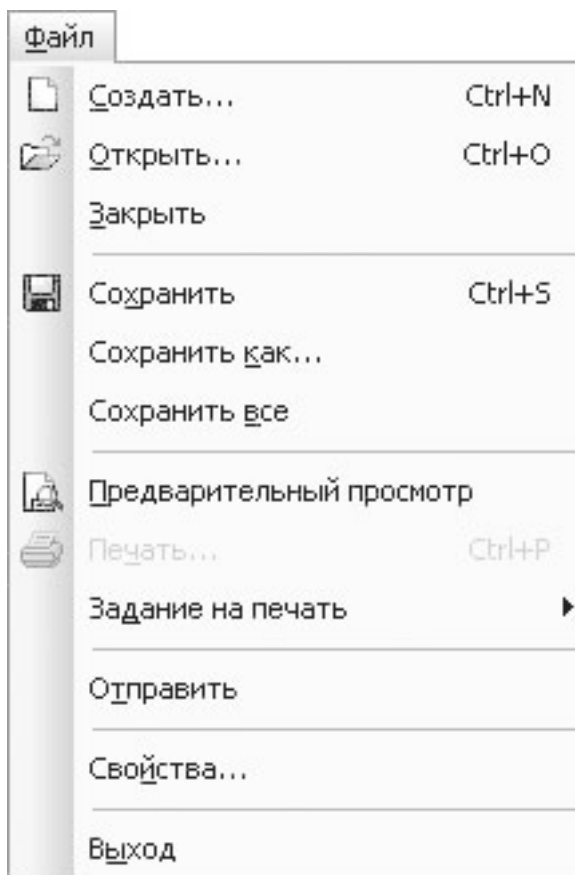 Файл
Создать... Ctrl+N
Открыть... Ctrl+O
Закрыть
Сохранить Ctrl+S
Сохранить как...
Сохранить все
Предварительный просмотр
Печать... Ctrl+P
Задание на печать
Отправить
Свойства...
Выход